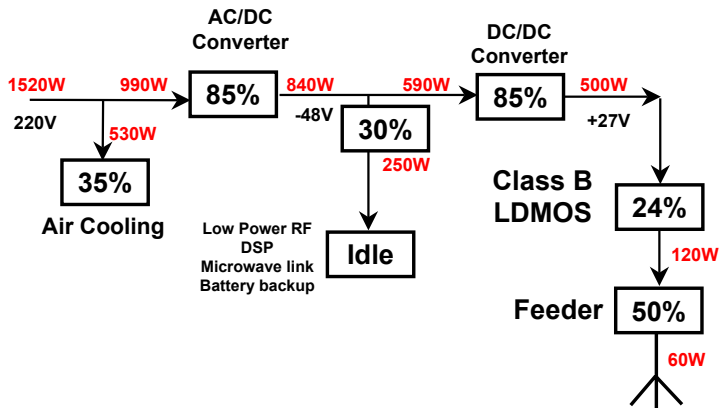 AC/DC
Converter
DC/DC
Converter
1520W
990W
85%
840W
590W
85%
500W
220V
530W
-48V
30%
+27V
35%
250W
Air Cooling
Class B
LDMOS
24%
Low Power RF
DSP
Microwave link
Battery backup
Idle
120W
Feeder
50%
60W